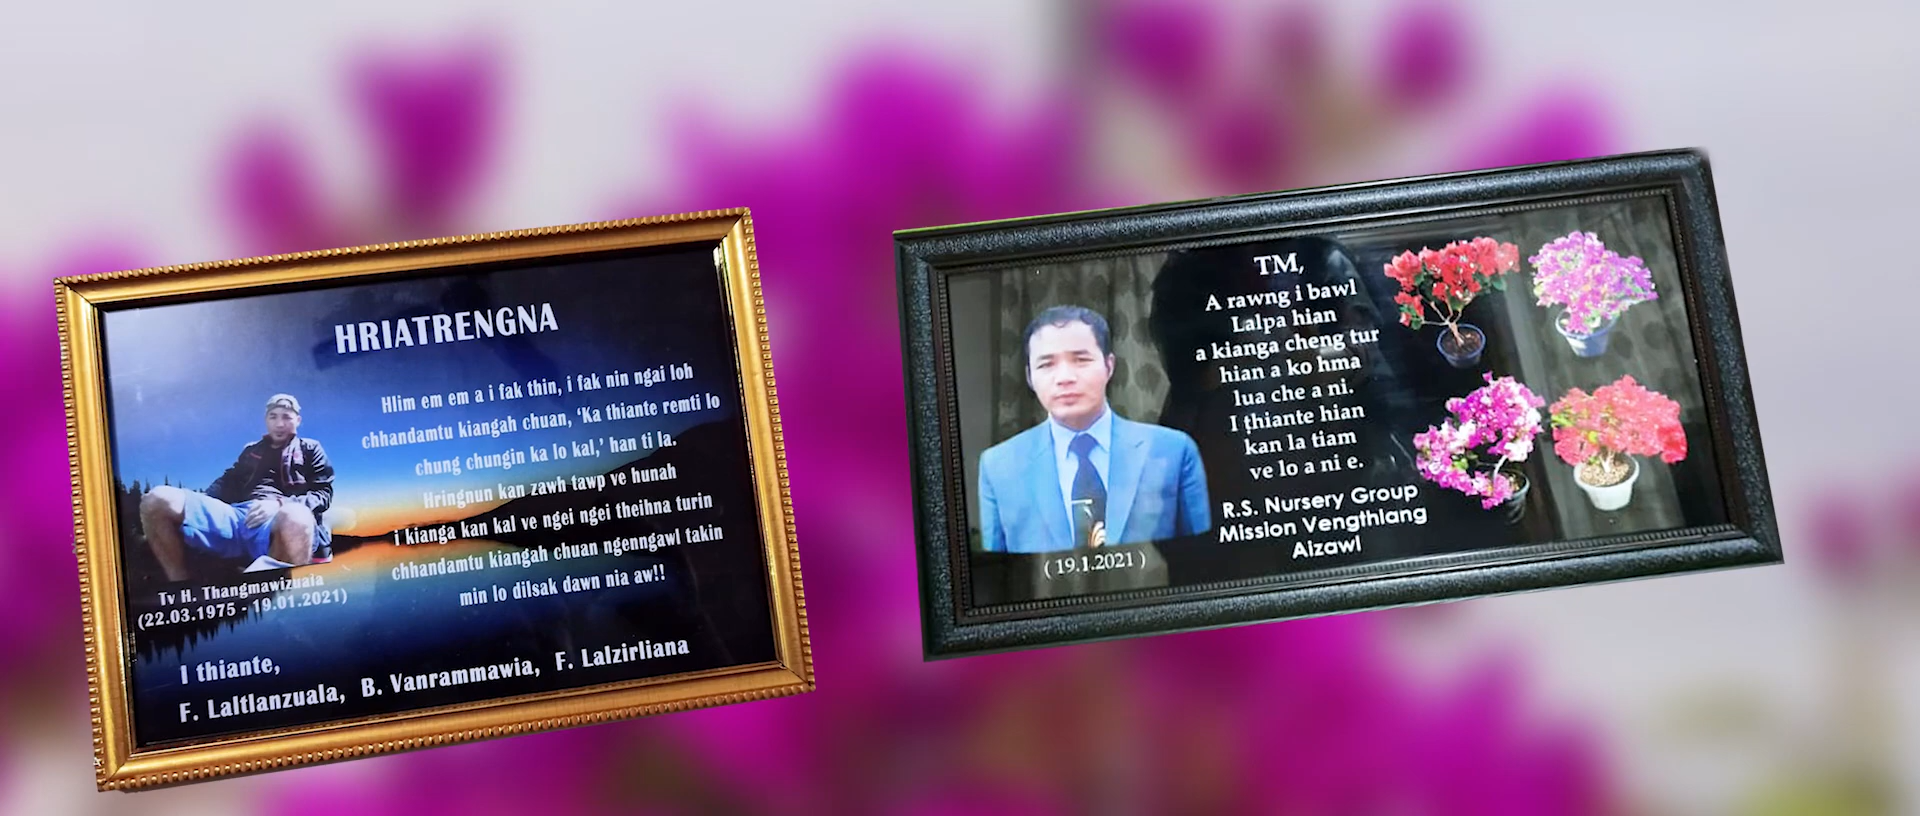 HRIATRENGNA
Hlim em em a i fak thin, i fak nin ngai loh
chhandamtu kiangah chuan, ‘Ka thiante remti lo
chung chungin ka lo kal,’ han ti la.
Hringnun kan zawh tawp ve hunah
i kianga kan kal ve ngei ngei theihna turin
chhandamtu kiangah chuan ngenngawl takin
min lo dilsak dawn nia aw!!
Tv H. Thangmawizuala
(22.03.1975 - 19.01.2021)
I thiante,
F. Laltlanzuala, B. Vanrammawia, F. Lalzirliana
TM,
A rawng i bawl
Lalpa hian
a kianga cheng tur
hian a ko hma
lua che a ni.
I ṭhiante hian
kan la tiam
ve lo a ni e.
R.S. Nursery Group
Mission Vengthlang
Aizawl
( 19.1.2021 )